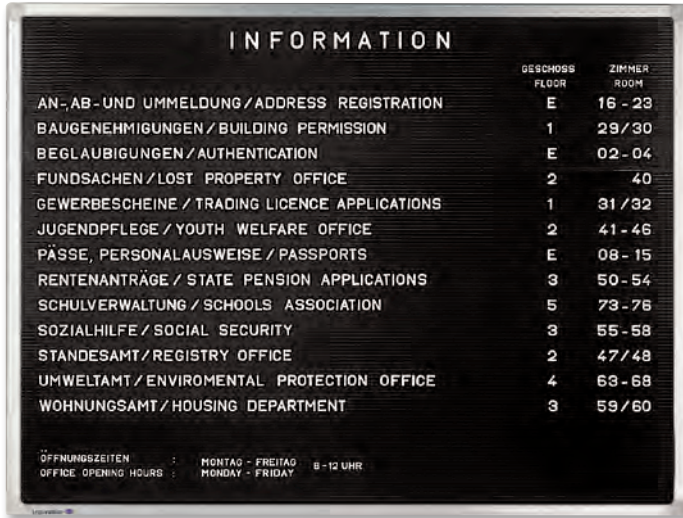 INFORMATION
GESCHOSS ZIMMER
FLOOR ROOM
AN-,AB-UND UMMELDUNG/ADDRESS REGISTRATION E 16-23
BAUGENEHMIGUNGEN/BUILDING PERMISSION 1 29/30
BEGLAUBIGUNGEN/AUTHENTICATION E 02-04
FUNDSACHEN/LOST PROPERTY OFFICE 2 40
GEWERBESCHEINE/TRADING LICENCE APPLICATIONS 1 31/32
JUGENDPFLEGE/YOUTH WELFARE OFFICE 2 41-46
PÄSSE, PERSONALAUSWEISE/PASSPORTS E 08-15
RENTENANTRÄGE/STATE PENSION APPLICATIONS 3 50-54
SCHULVERWALTUNG/SCHOOLS ASSOCIATION 5 73-76
SOZIALHILFE/SOCIAL SECURITY 3 55-58
STANDESAMT/REGISTRY OFFICE 2 47/48
UMWELTAMT/ENVIROMENTAL PROTECTION OFFICE 4 63-68
WOHNUNGSAMT/HOUSING DEPARTMENT 3 59/60
ÖFFNUNGSZEITEN : MONTAG - FREITAG 8-12 UHR
OFFICE OPENING HOURS : MONDAY - FRIDAY